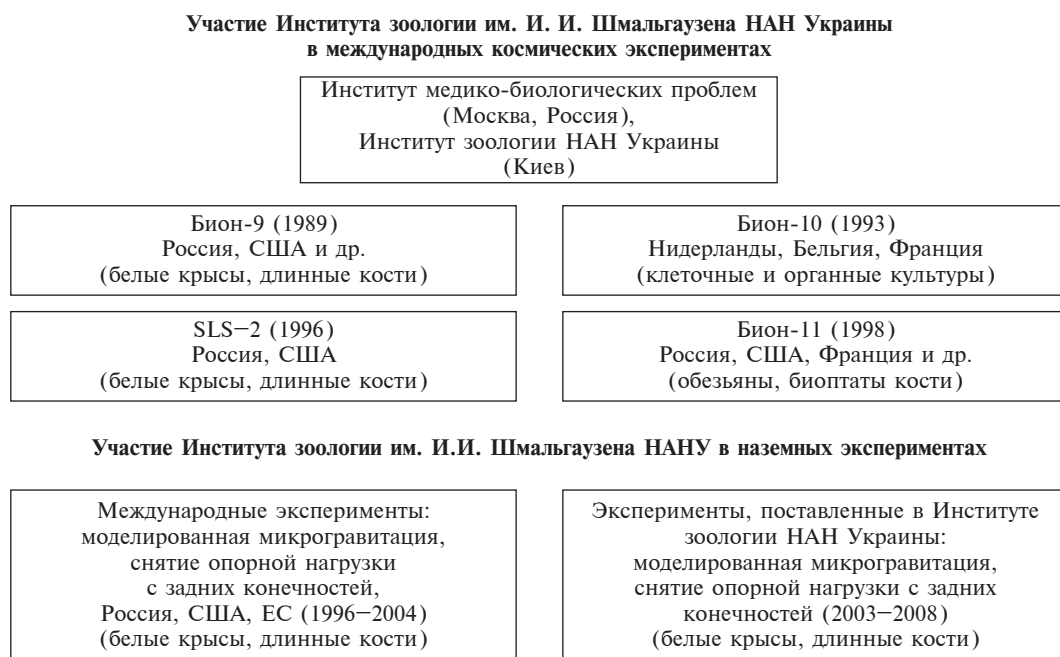 Участие Института зоологии им. И. И. Шмальгаузена НАН Украины
в международных космических экспериментах
Институт медико-биологических проблем
(Москва, Россия),
Институт зоологии НАН Украины
(Киев)
Бион-9 (1989)
Россия, США и др.
(белые крысы, длинные кости)
Бион-10 (1993)
Нидерланды, Бельгия, Франция
(клеточные и органные культуры)
SLS—2 (1996)
Россия, США
(белые крысы, длинные кости)
Бион-11 (1998)
Россия, США, Франция и др.
(обезьяны, биоптаты кости)
Участие Института зоологии им. И.И. Шмальгаузена НАНУ в наземных экспериментах
Международные эксперименты:
моделированная микрогравитация,
снятие опорной нагрузки
с задних конечностей,
Россия, США, ЕС (1996—2004)
(белые крысы, длинные кости)
Эксперименты, поставленные в Институте
зоологии НАН Украины:
моделированная микрогравитация,
снятие опорной нагрузки с задних
конечностей (2003—2008)
(белые крысы, длинные кости)